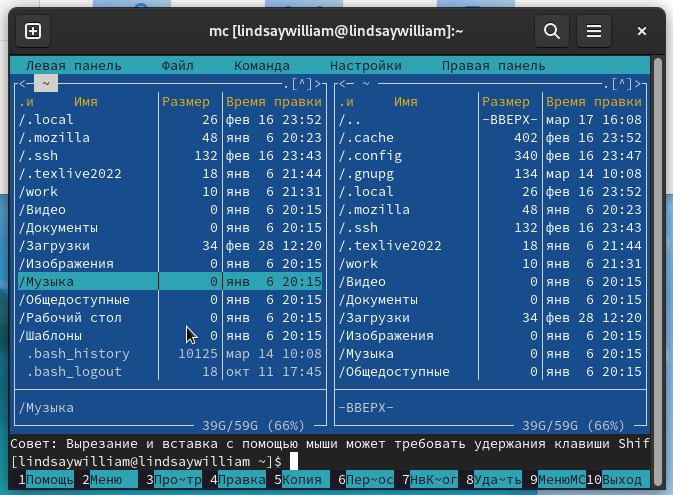 mc [lindsaywilliam@lindsaywilliam]:~
Левая панель Файл Команда Настройки Правая панель
<— ~ .[^]> <— ~ .[^]>
.и Имя Размер Время правки .и Имя Размер Время правки
/.local 26 фев 16 23:52 /.. -ВВЕРХ- мар 17 16:08
/.mozilla 48 янв 6 20:23 /.cache 402 фев 16 23:52
/.ssh 132 фев 16 23:43 /.config 340 фев 16 23:47
/.texlive2022 18 янв 6 21:44 /.gnupg 134 мар 14 10:08
/work 10 янв 6 21:31 /.local 26 фев 16 23:52
/Видео 0 янв 6 20:15 /.mozilla 48 янв 6 20:23
/Документы 0 янв 6 20:15 /.ssh 132 фев 16 23:43
/Загрузки 34 фев 28 12:20 /.texlive2022 18 янв 6 21:44
/Изображения 0 янв 6 20:15 /work 10 янв 6 21:31
/Музыка 0 янв 6 20:15 /Видео 0 янв 6 20:15
/Общедоступные 0 янв 6 20:15 /Документы 0 янв 6 20:15
/Рабочий стол 0 янв 6 20:15 /Загрузки 34 фев 28 12:20
/Шаблоны 0 янв 6 20:15 /Изображения 0 янв 6 20:15
.bash_history 10125 мар 14 10:08 /Музыка 0 янв 6 20:15
.bash_logout 18 окт 11 17:45 /Общедоступные 0 янв 6 20:15
/Музыка -ВВЕРХ-
39G/59G (66%) 39G/59G (66%)
Совет: Вырезание и вставка с помощью мыши может требовать удержания клавиши Shif
[lindsaywilliam@lindsaywilliam ~]$
1Помощь 2Меню 3Про~тр 4Правка 5Копия 6Пер~ос 7НвК~ог 8Уда~ть 9МенюMC 10Выход